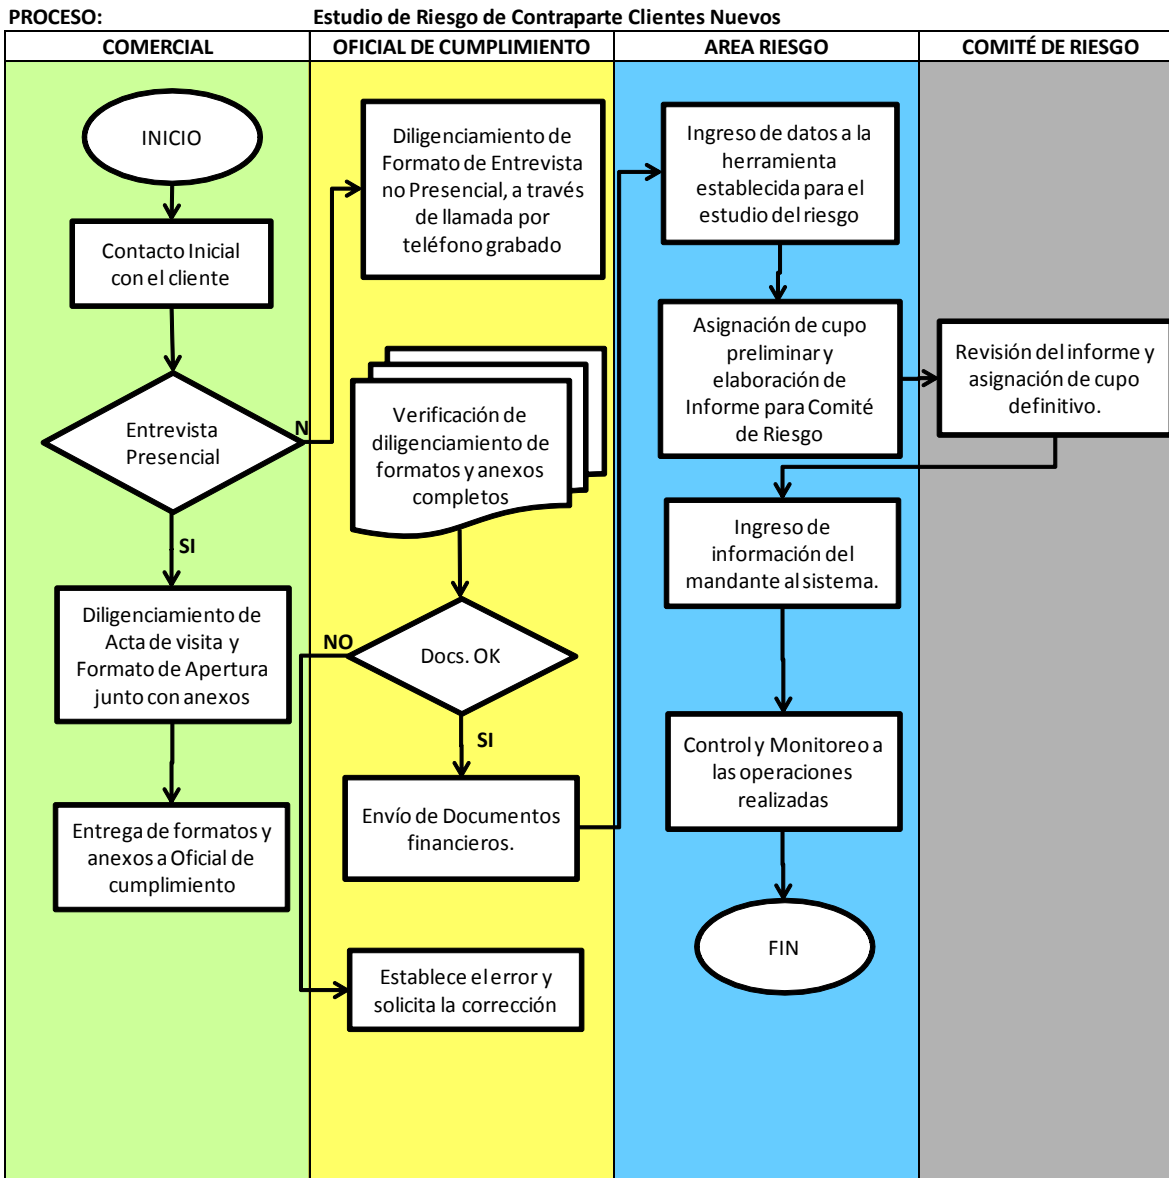 PROCESO: Estudio de Riesgo de Contraparte Clientes Nuevos
COMERCIAL
OFICIAL DE CUMPLIMIENTO
AREA RIESGO
COMITÉ DE RIESGO
INICIO
Contacto Inicial
con el cliente
Entrevista
Presencial
N
SI
Diligenciamiento de
Acta de visita y
Formato de Apertura
junto con anexos
Entrega de formatos y
anexos a Oficial de
cumplimiento
Diligenciamiento de
Formato de Entrevista
no Presencial, a través
de llamada por
teléfono grabado
Verificación de
diligenciamiento de
formatos y anexos
completos
NO
Docs. OK
SI
Envío de Documentos
financieros.
Establece el error y
solicita la corrección
Ingreso de datos a la
herramienta
establecida para el
estudio del riesgo
Asignación de cupo
preliminar y
elaboración de
Informe para Comité
de Riesgo
Revisión del informe y
asignación de cupo
definitivo.
Ingreso de
información del
mandante al sistema.
Control y Monitoreo a
las operaciones
realizadas
FIN